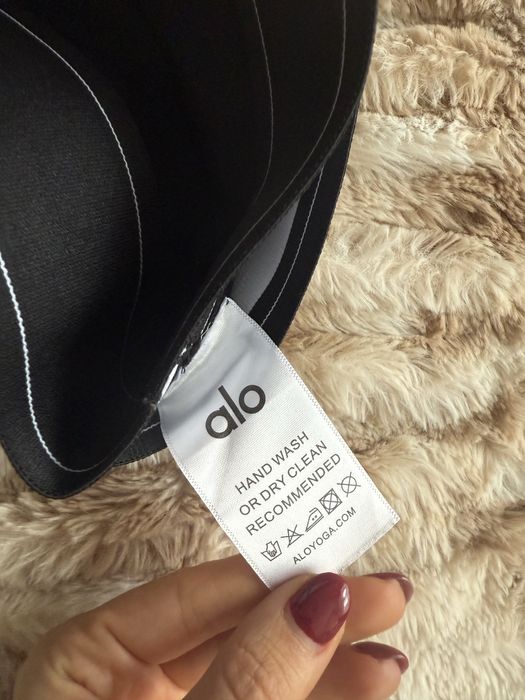 alo
HAND WASH
OR DRY CLEAN
RECOMMENDED
ALOYOGA.COM